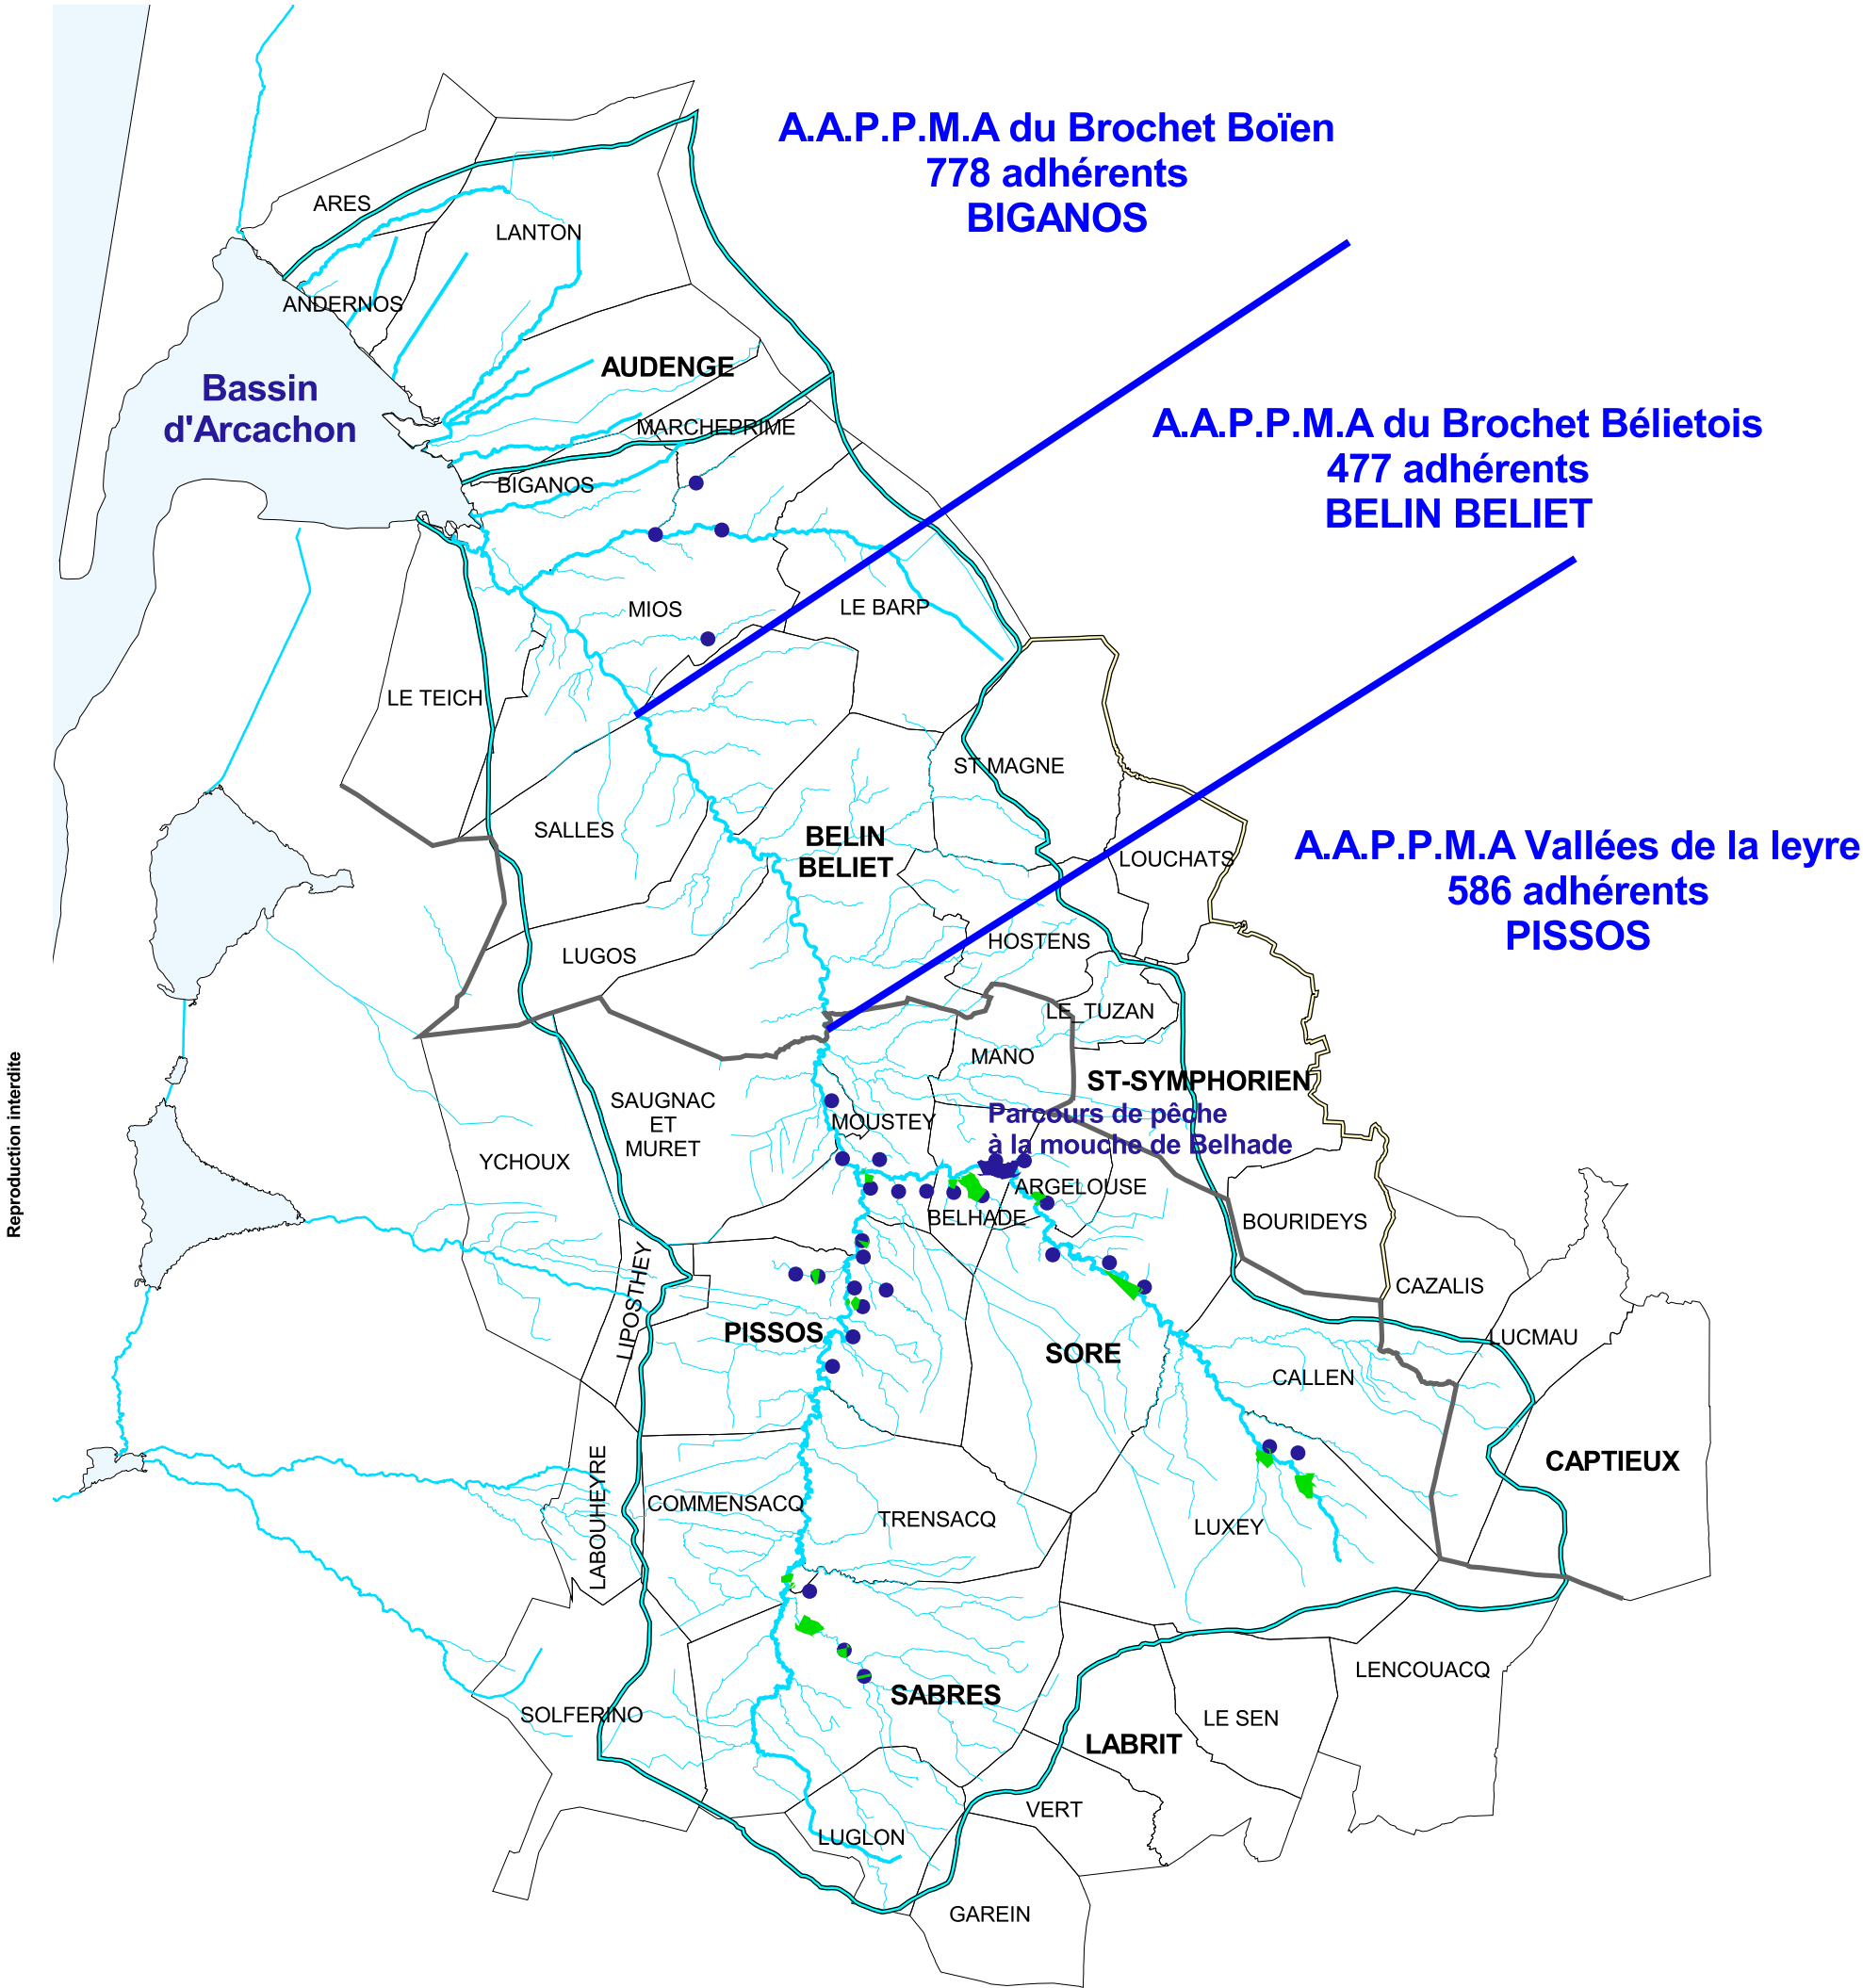 A.A.P.P.M.A du Brochet Boïen
778 adhérents
BIGANOS
ARES
LANTON
ANDERNOS
AUDENGE
Bassin
d'Arcachon
MARCHEPRIME
A.A.P.P.M.A du Brochet Bélietois
477 adhérents
BELIN BELIET
BIGANOS
MIOS
LE BARP
LE TEICH
ST MAGNE
SALLES
BELIN
BELIET
LOUCHATS
A.A.P.P.M.A Vallées de la leyre
586 adhérents
PISSOS
HOSTENS
LUGOS
LE TUZAN
MANO
ST-SYMPHORIEN
SAUGNAC
ET
MURET
Parcours de pêche
à la mouche de Belhade
MOUSTEY
YCHOUX
ARGELOUSE
BELHADE
BOURIDEYS
CAZALIS
LIPOSTHEY
PISSOS
SORE
LUCMAU
CALLEN
CAPTIEUX
LABOUHEYRE
COMMENSACQ
TRENSACQ
LUXEY
LENCOUACQ
SABRES
SOLFERINO
LE SEN
LABRIT
VERT
LUGLON
GAREIN
Reproduction interdite